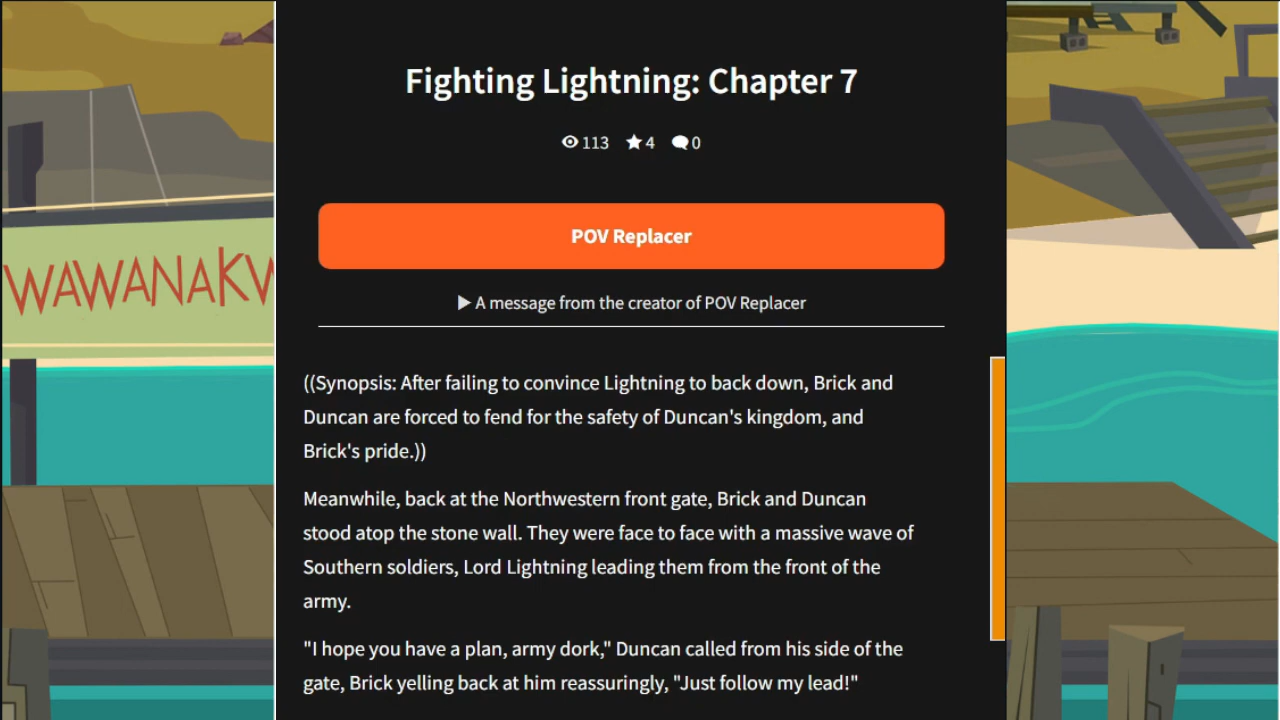 Fighting Lightning: Chapter 7
113 4 0
POV Replacer
A message from the creator of POV Replacer
WAWANAKW
((Synopsis: After failing to convince Lightning to back down, Brick and
Duncan are forced to fend for the safety of Duncan's kingdom, and
Brick's pride.))
Meanwhile, back at the Northwestern front gate, Brick and Duncan
stood atop the stone wall. They were face to face with a massive wave of
Southern soldiers, Lord Lightning leading them from the front of the
army.
"I hope you have a plan, army dork," Duncan called from his side of the
gate, Brick yelling back at him reassuringly, "Just follow my lead!"